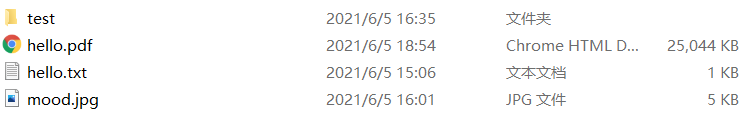 test 2021/6/5 16:35 文件夹
hello.pdf 2021/6/5 18:54 Chrome HTML D... 25,044 KB
hello.txt 2021/6/5 15:06 文本文档 1 KB
mood.jpg 2021/6/5 16:01 JPG 文件 5 KB